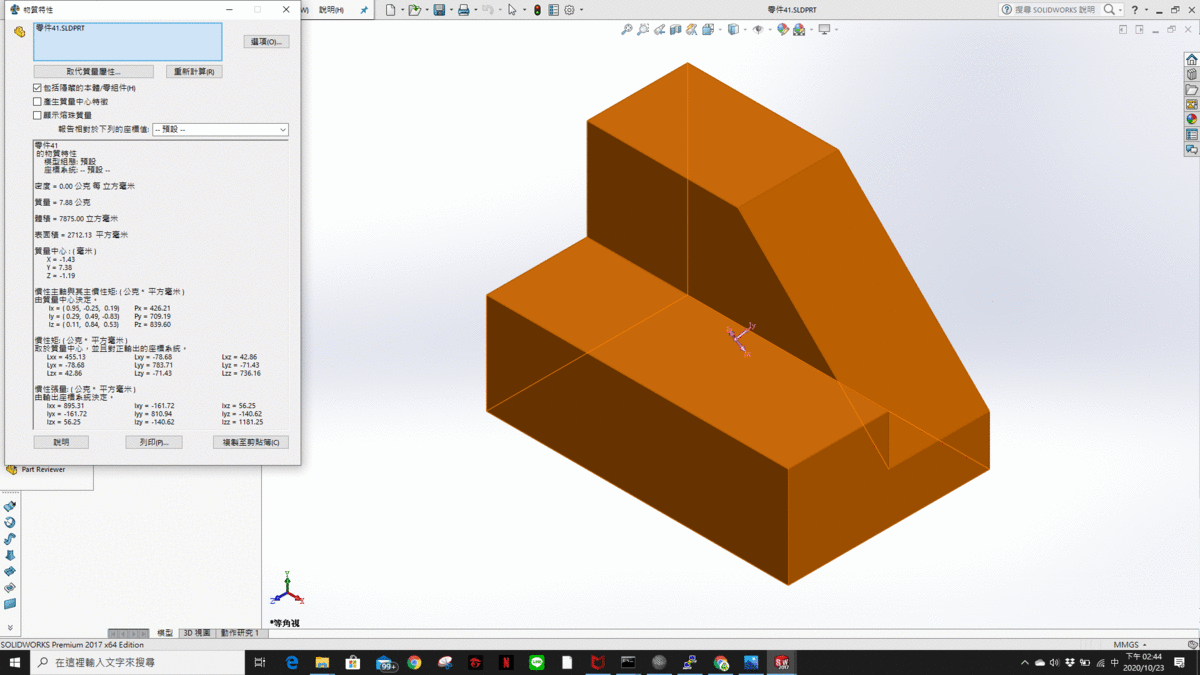 物質特性
W)
說明(H)
零件41.SLDPRT
搜尋 SOLIDWORKS 說明
零件41.SLDPRT
選項(O)...
取代質量屬性...
重新計算(R)
包括隱藏的本體/零組件(H)
產生質量中心特徵
顯示熔珠質量
報告相對於下列的座標值: -- 預設 --
零件41
的物質特性
模型組態: 預設
座標系統: -- 預設 --
密度 = 0.00 公克 每 立方毫米
質量 = 7.88 公克
體積 = 7875.00 立方毫米
表面積 = 2712.13 平方毫米
質量中心 : ( 毫米 )
X = -1.43
Y = 7.38
Z = -1.19
慣性主軸與其主慣性矩: ( 公克 * 平方毫米 )
由質量中心決定。
Ix = ( 0.95, -0.25, 0.19) Px = 426.21
Iy = ( 0.29, 0.49, -0.83) Py = 709.19
Iz = ( 0.11, 0.84, 0.53) Pz = 839.60
慣性矩: ( 公克 * 平方毫米 )
取於質量中心，並且對正輸出的座標系統。
Lxx = 455.13 Lxy = -78.68 Lxz = 42.86
Lyx = -78.68 Lyy = 783.71 Lyz = -71.43
Lzx = 42.86 Lzy = -71.43 Lzz = 736.16
慣性張量: ( 公克 * 平方毫米 )
由輸出座標系統決定。
Ixx = 895.31 Ixy = -161.72 Ixz = 56.25
Iyx = -161.72 Iyy = 810.94 Iyz = -140.62
Izx = 56.25 Izy = -140.62 Izz = 1181.25
說明
列印(P)...
複製至剪貼簿(C)
Part Reviewer
Y
Z
X
*等角視
模型
3D 視圖
動作研究 1
SOLIDWORKS Premium 2017 x64 Edition
MMGS
在這裡輸入文字來搜尋
99+
中
下午 02:44
2020/10/23